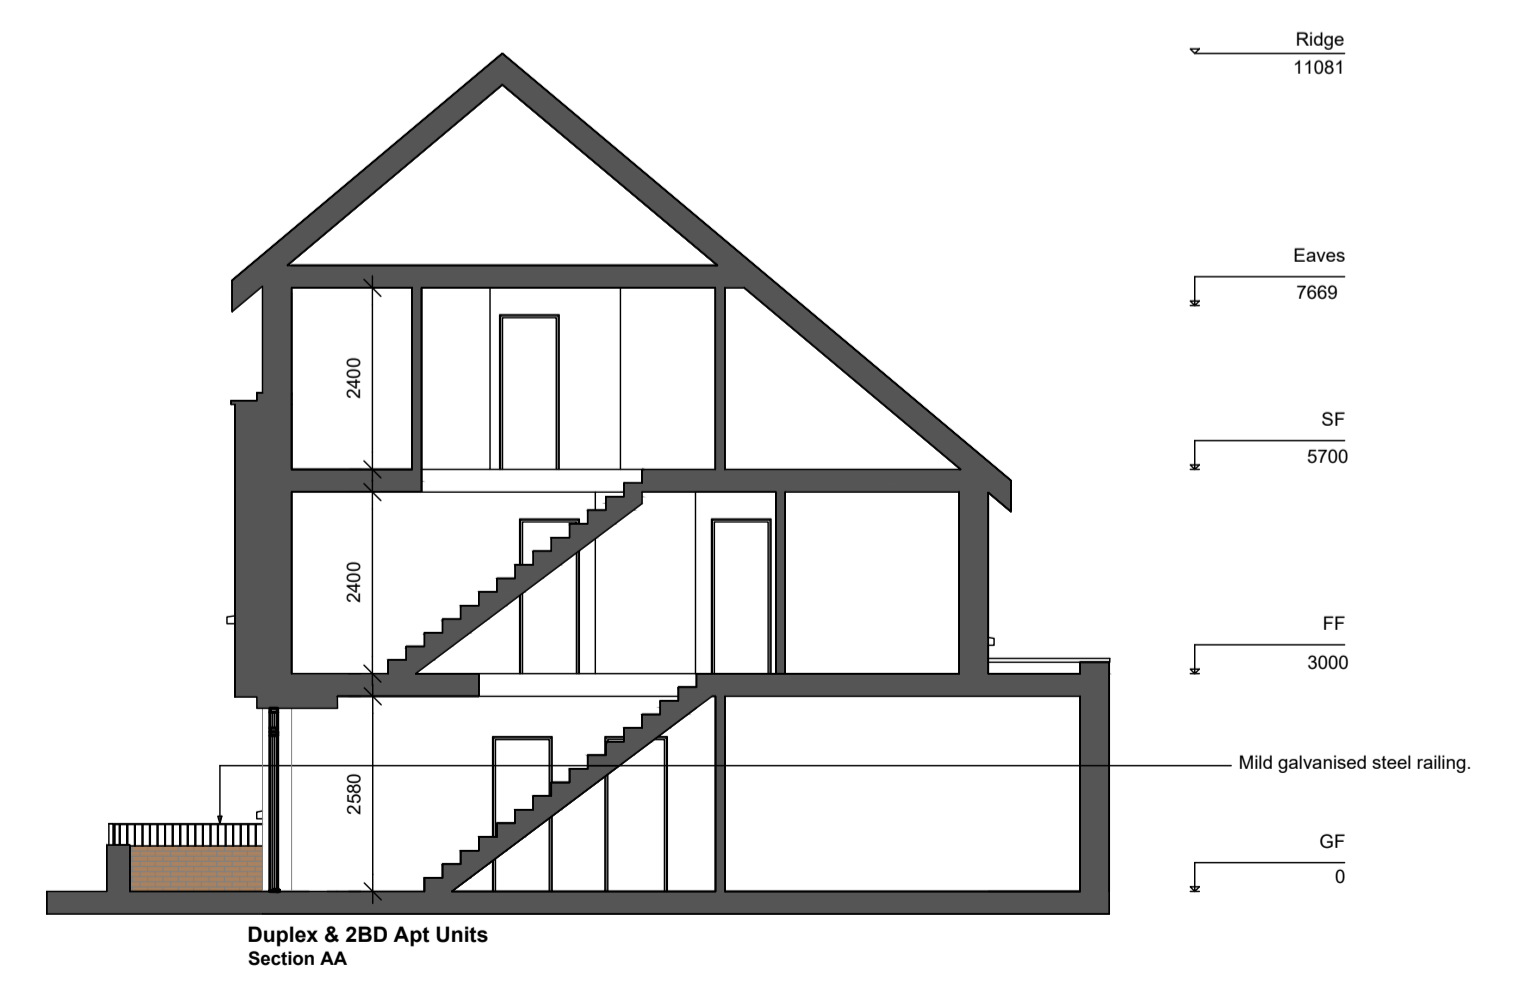 Ridge
11081
Eaves
7669
2400
SF
5700
2400
FF
3000
Mild galvanised steel railing.
2580
GF
0
Duplex & 2BD Apt Units
Section AA